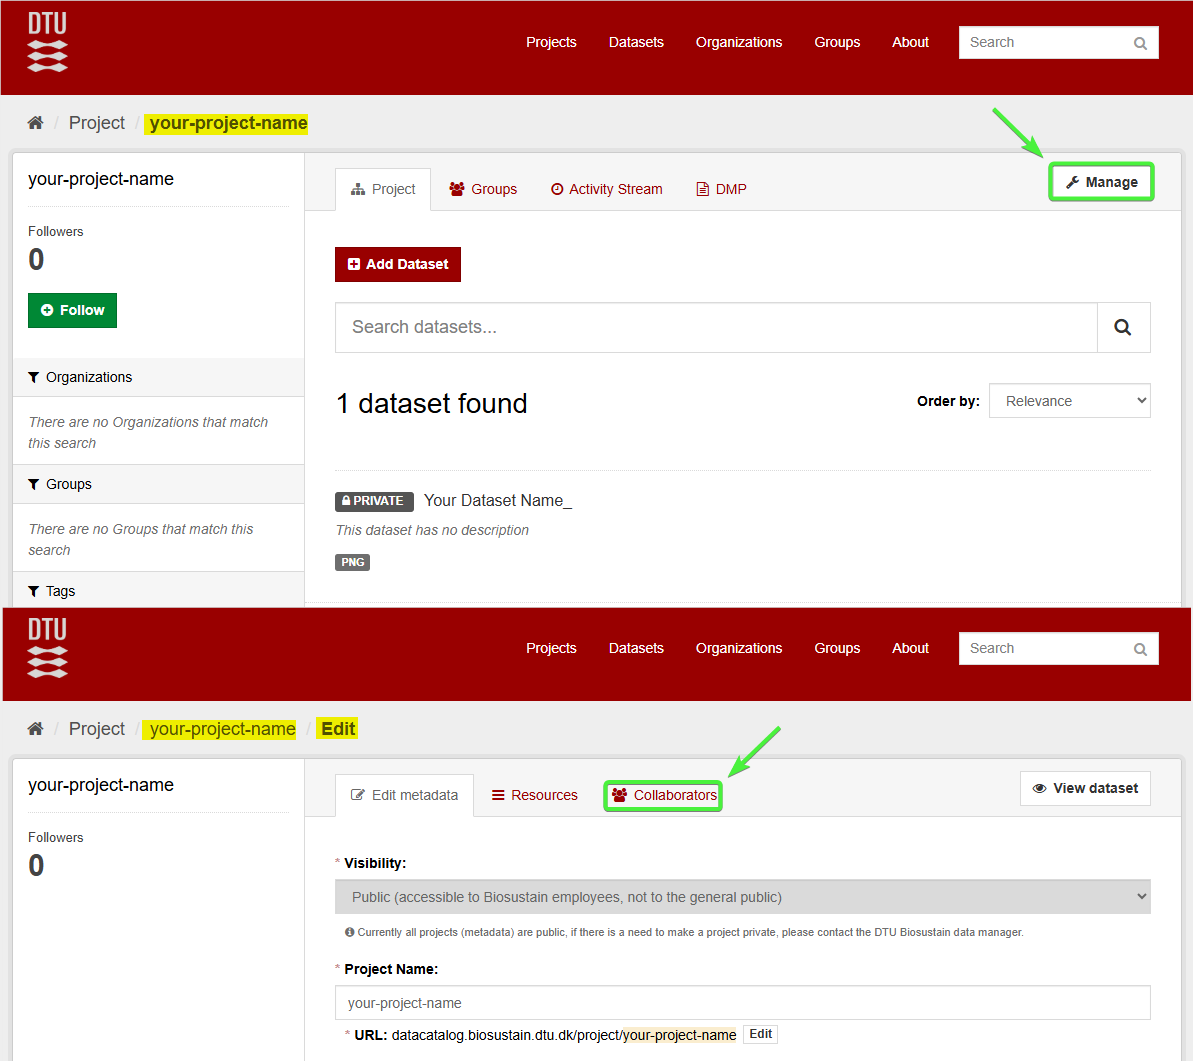 DTU
Projects Datasets Organizations Groups About Search
Project / your-project-name
your-project-name
Followers
0
Follow
Organizations
There are no Organizations that match
this search
Groups
There are no Groups that match this
search
Tags
Project Groups Activity Stream DMP Manage
Add Dataset
Search datasets...
1 dataset found
Order by: Relevance
PRIVATE Your Dataset Name_
This dataset has no description
PNG
DTU
Projects Datasets Organizations Groups About Search
Project / your-project-name / Edit
your-project-name
Followers
0
Edit metadata Resources Collaborators View dataset
* Visibility:
Public (accessible to Biosustain employees, not to the general public)
Currently all projects (metadata) are public, if there is a need to make a project private, please contact the DTU Biosustain data manager.
* Project Name:
your-project-name
* URL: datacatalog.biosustain.dtu.dk/project/your-project-name Edit